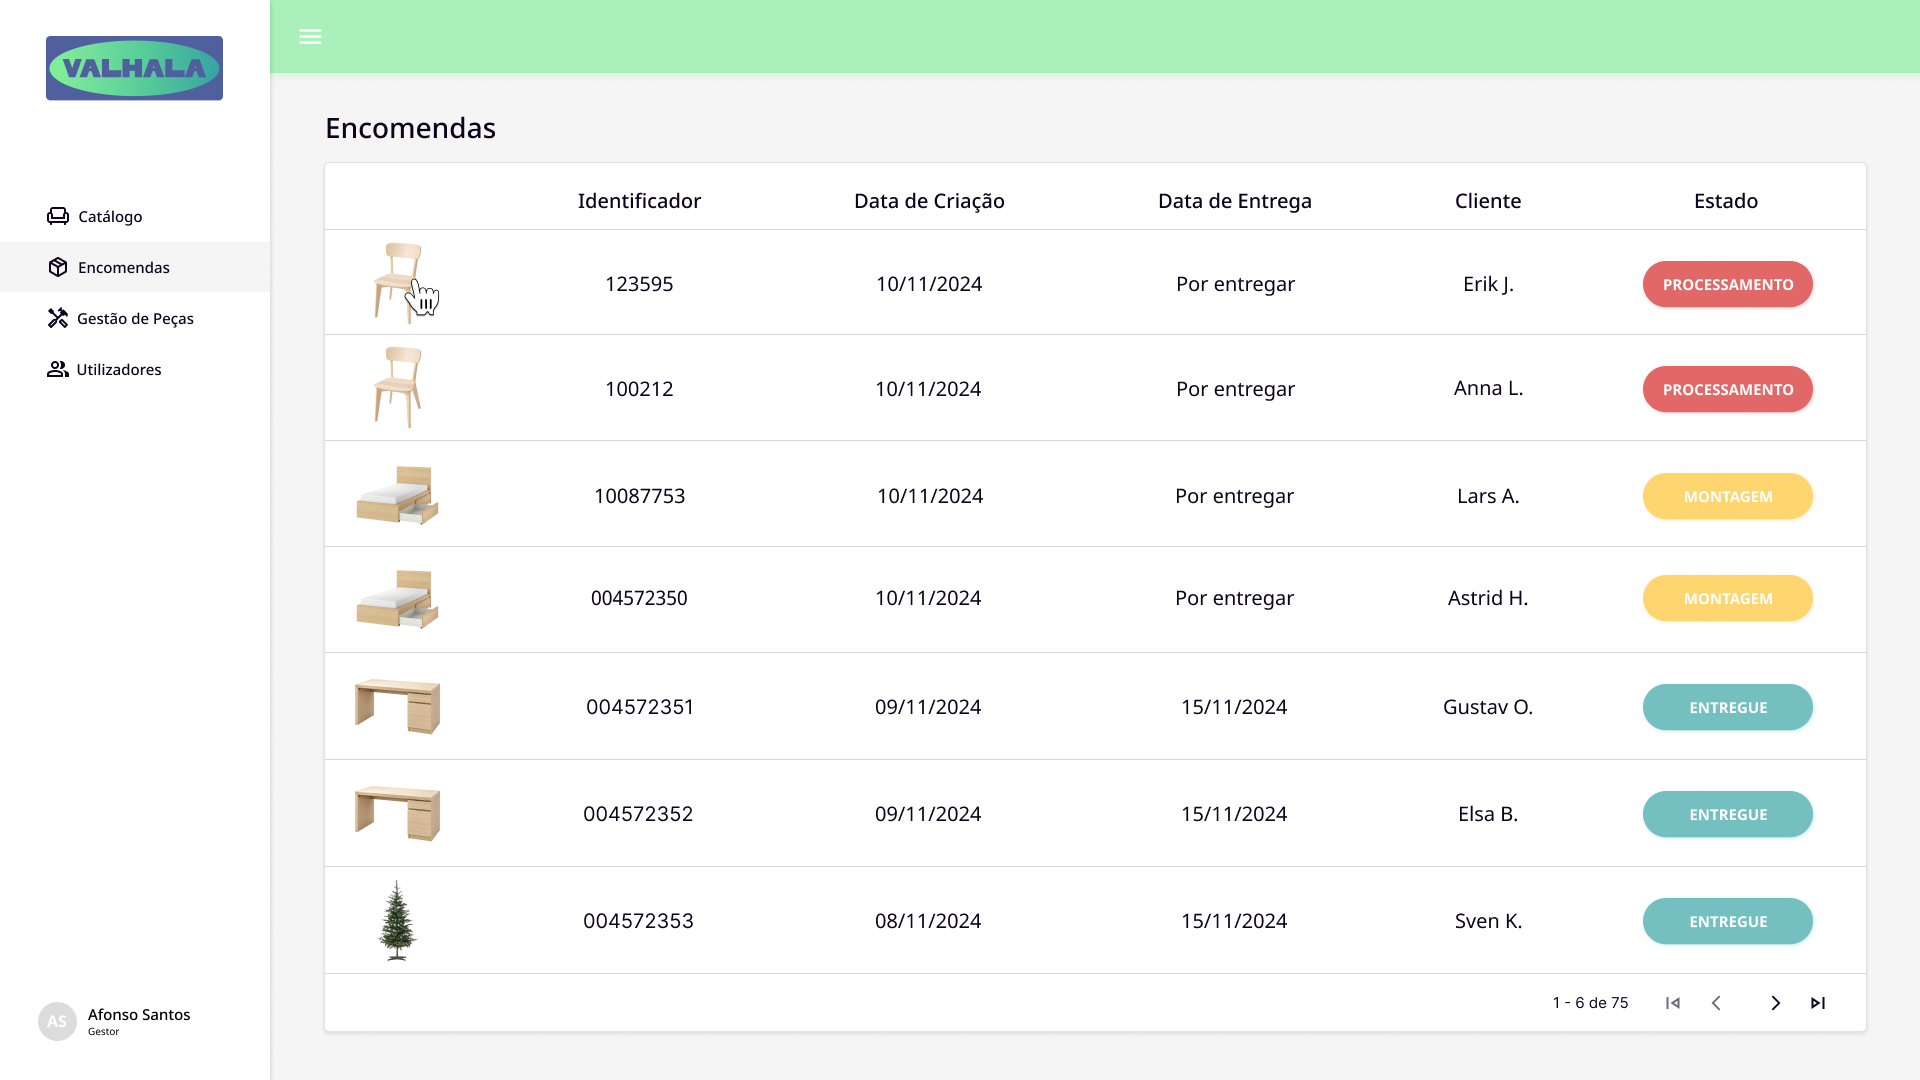 VALHALA
Catálogo
Encomendas
Gestão de Peças
Utilizadores
AS
Afonso Santos
Gestor
Encomendas
Identificador Data de Criação Data de Entrega Cliente Estado
123595 10/11/2024 Por entregar Erik J. PROCESSAMENTO
100212 10/11/2024 Por entregar Anna L. PROCESSAMENTO
10087753 10/11/2024 Por entregar Lars A. MONTAGEM
004572350 10/11/2024 Por entregar Astrid H. MONTAGEM
004572351 09/11/2024 15/11/2024 Gustav O. ENTREGUE
004572352 09/11/2024 15/11/2024 Elsa B. ENTREGUE
004572353 08/11/2024 15/11/2024 Sven K. ENTREGUE
1 - 6 de 75